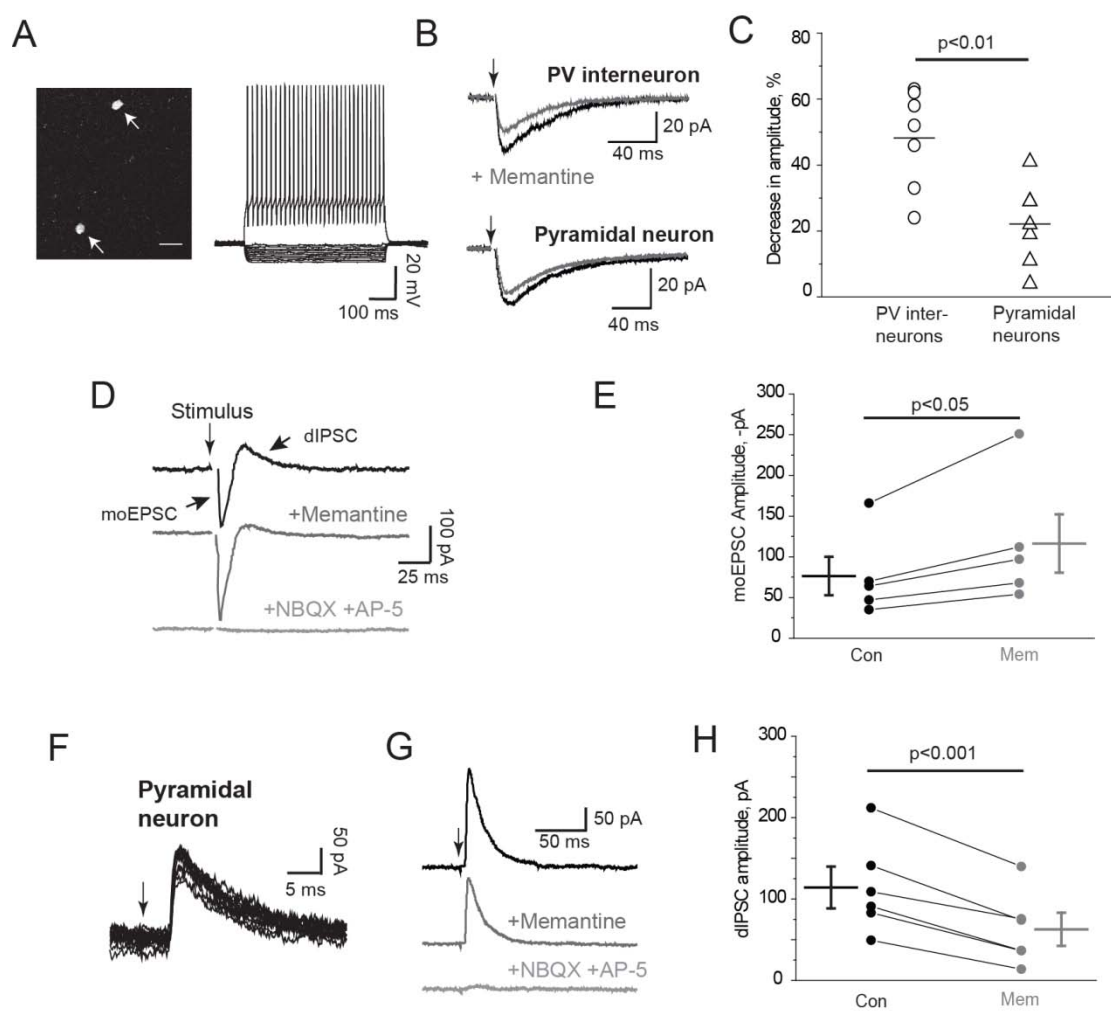 A
20 mV
100 ms
B
PV interneuron
20 pA
40 ms
+ Memantine
Pyramidal neuron
20 pA
40 ms
C
p<0.01
Decrease in amplitude, %
80
60
40
20
0
PV inter-
neurons
Pyramidal
neurons
D
Stimulus
dIPSC
moEPSC
+Memantine
100 pA
25 ms
+NBQX +AP-5
E
p<0.05
moEPSC Amplitude, -pA
300
250
200
150
100
50
0
Con
Mem
F
Pyramidal
neuron
50 pA
5 ms
G
50 pA
50 ms
+Memantine
+NBQX +AP-5
H
p<0.001
dIPSC amplitude, pA
300
250
200
150
100
50
0
Con
Mem